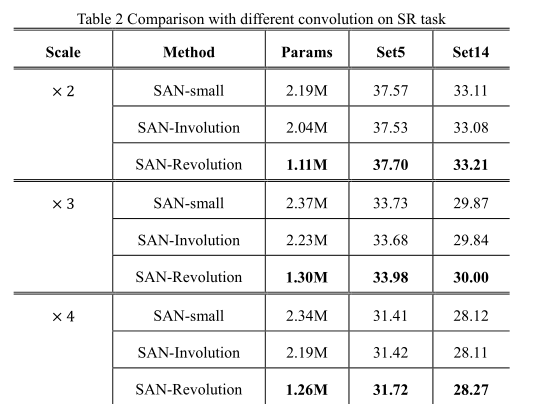 Table 2 Comparison with different convolution on SR task
Scale Method Params Set5 Set14
× 2 SAN-small 2.19M 37.57 33.11
SAN-Involution 2.04M 37.53 33.08
SAN-Revolution 1.11M 37.70 33.21
× 3 SAN-small 2.37M 33.73 29.87
SAN-Involution 2.23M 33.68 29.84
SAN-Revolution 1.30M 33.98 30.00
× 4 SAN-small 2.34M 31.41 28.12
SAN-Involution 2.19M 31.42 28.11
SAN-Revolution 1.26M 31.72 28.27